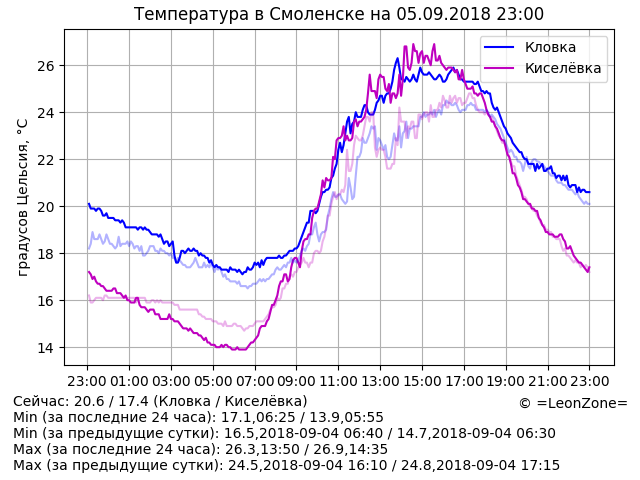 Температура в Смоленске на 05.09.2018 23:00
Кловка
Киселёвка
градусов Цельсия, °C
26
24
22
20
18
16
14
23:00 01:00 03:00 05:00 07:00 09:00 11:00 13:00 15:00 17:00 19:00 21:00 23:00
Сейчас: 20.6 / 17.4 (Кловка / Киселёвка)
© =LeonZone=
Min (за последние 24 часа): 17.1,06:25 / 13.9,05:55
Min (за предыдущие сутки): 16.5,2018-09-04 06:40 / 14.7,2018-09-04 06:30
Max (за последние 24 часа): 26.3,13:50 / 26.9,14:35
Max (за предыдущие сутки): 24.5,2018-09-04 16:10 / 24.8,2018-09-04 17:15